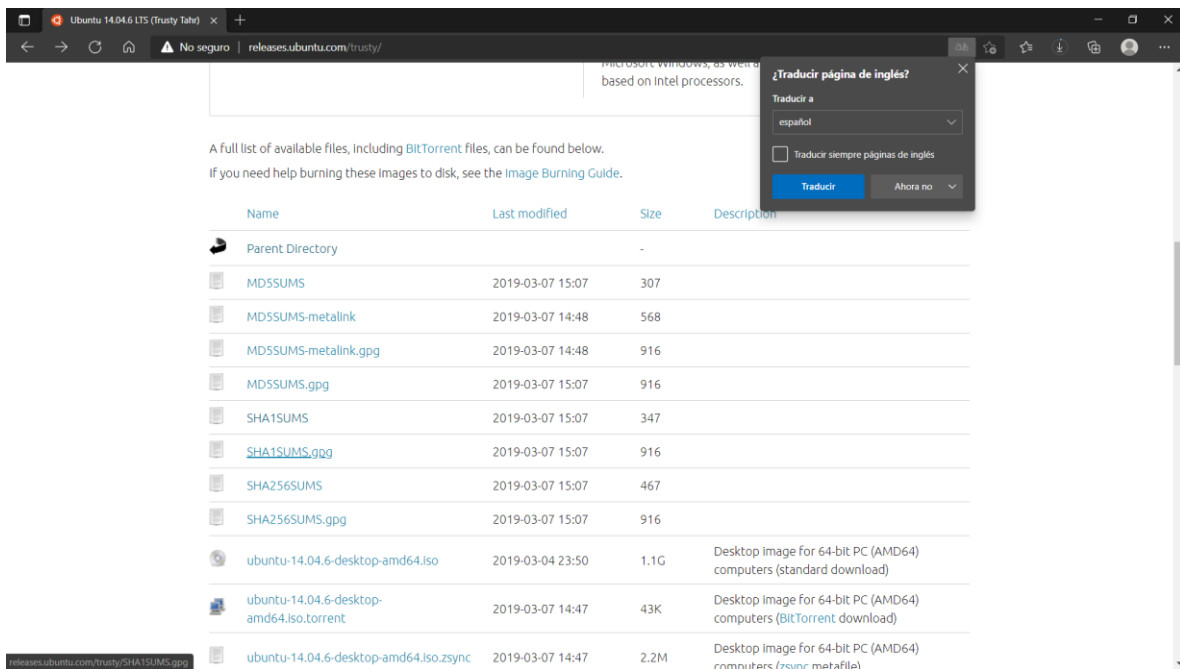 Ubuntu 14.04.6 LTS (Trusty Tahr)
No seguro | releases.ubuntu.com/trusty/
Microsoft Windows, as well a
based on Intel processors.
¿Traducir página de inglés?
Traducir a
español
Traducir siempre páginas de inglés
Traducir
Ahora no
A full list of available files, including BitTorrent files, can be found below.
If you need help burning these images to disk, see the Image Burning Guide.
Name Last modified Size Description
Parent Directory -
MD5SUMS 2019-03-07 15:07 307
MD5SUMS-metalink 2019-03-07 14:48 568
MD5SUMS-metalink.gpg 2019-03-07 14:48 916
MD5SUMS.gpg 2019-03-07 15:07 916
SHA1SUMS 2019-03-07 15:07 347
SHA1SUMS.gpg 2019-03-07 15:07 916
SHA256SUMS 2019-03-07 15:07 467
SHA256SUMS.gpg 2019-03-07 15:07 916
ubuntu-14.04.6-desktop-amd64.iso 2019-03-04 23:50 1.1G Desktop image for 64-bit PC (AMD64)
computers (standard download)
ubuntu-14.04.6-desktop- 2019-03-07 14:47 43K Desktop image for 64-bit PC (AMD64)
amd64.iso.torrent computers (BitTorrent download)
ubuntu-14.04.6-desktop-amd64.iso.zsync 2019-03-07 14:47 2.2M Desktop image for 64-bit PC (AMD64)
computers (zsync metafile)
releases.ubuntu.com/trusty/SHA1SUMS.gpg